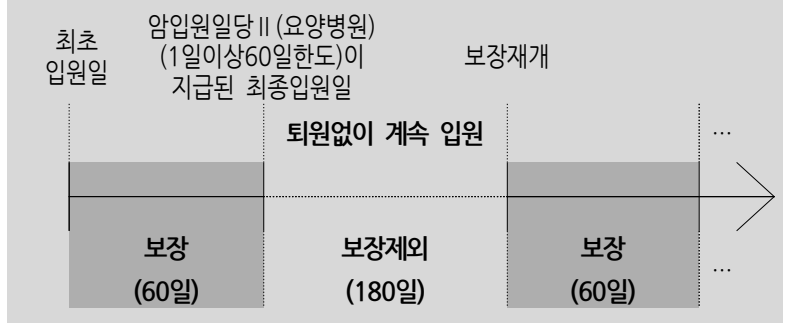 최초
입원일
암입원일당Ⅱ(요양병원)
(1일이상60일한도)이
지급된 최종입원일
보장재개
퇴원없이 계속 입원
…
보장
(60일)
보장제외
(180일)
보장
(60일)
…